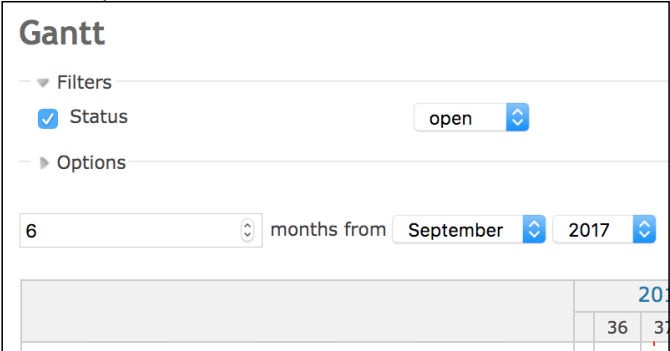 Gantt
Filters
Status open
Options
6 months from September 2017
36